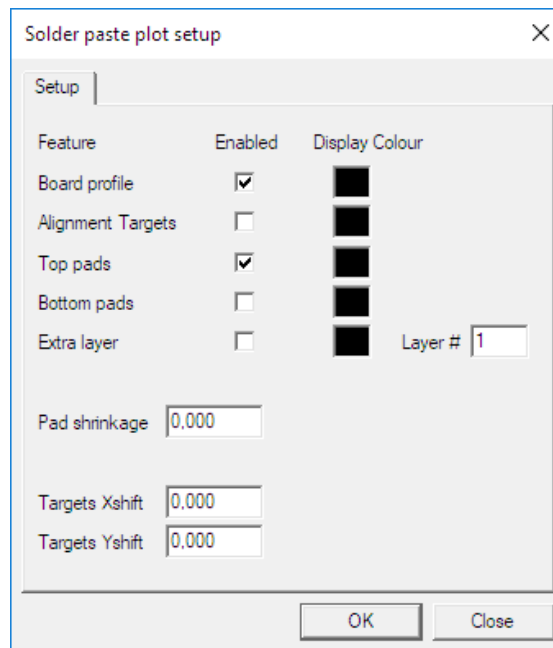 Solder paste plot setup
Setup
Feature Enabled Display Colour
Board profile
Alignment Targets
Top pads
Bottom pads
Extra layer Layer # 1
Pad shrinkage 0,000
Targets Xshift 0,000
Targets Yshift 0,000
OK Close